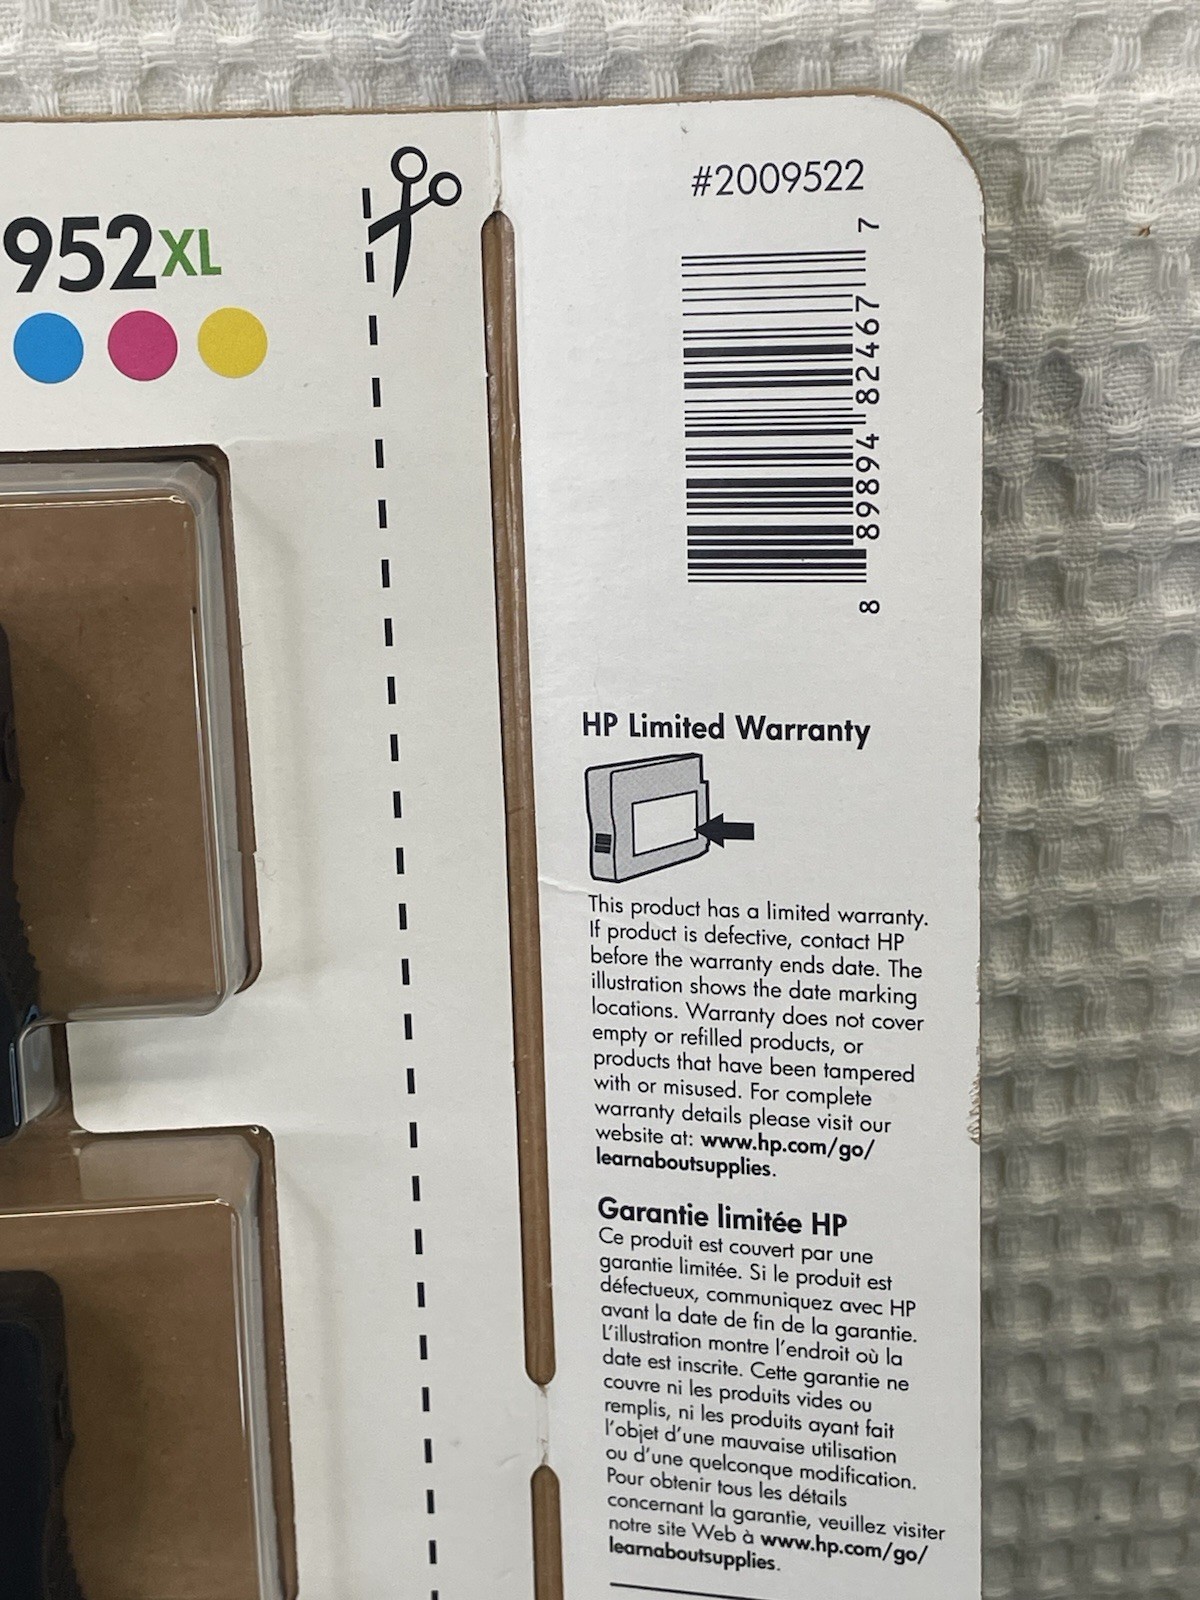 952XL
#2009522
8 89894 82467 7
HP Limited Warranty
This product has a limited warranty.
If product is defective, contact HP
before the warranty ends date. The
illustration shows the date marking
locations. Warranty does not cover
empty or refilled products, or
products that have been tampered
with or misused. For complete
warranty details please visit our
website at: www.hp.com/go/
learnaboutsupplies.
Garantie limitée HP
Ce produit est couvert par une
garantie limitée. Si le produit est
défectueux, communiquez avec HP
avant la date de fin de la garantie.
L'illustration montre l'endroit où la
date est inscrite. Cette garantie ne
couvre ni les produits vides ou
remplis, ni les produits ayant fait
l'objet d'une mauvaise utilisation
ou d'une quelconque modification.
Pour obtenir tous les détails
concernant la garantie, veuillez visiter
notre site Web à www.hp.com/go/
learnaboutsupplies.